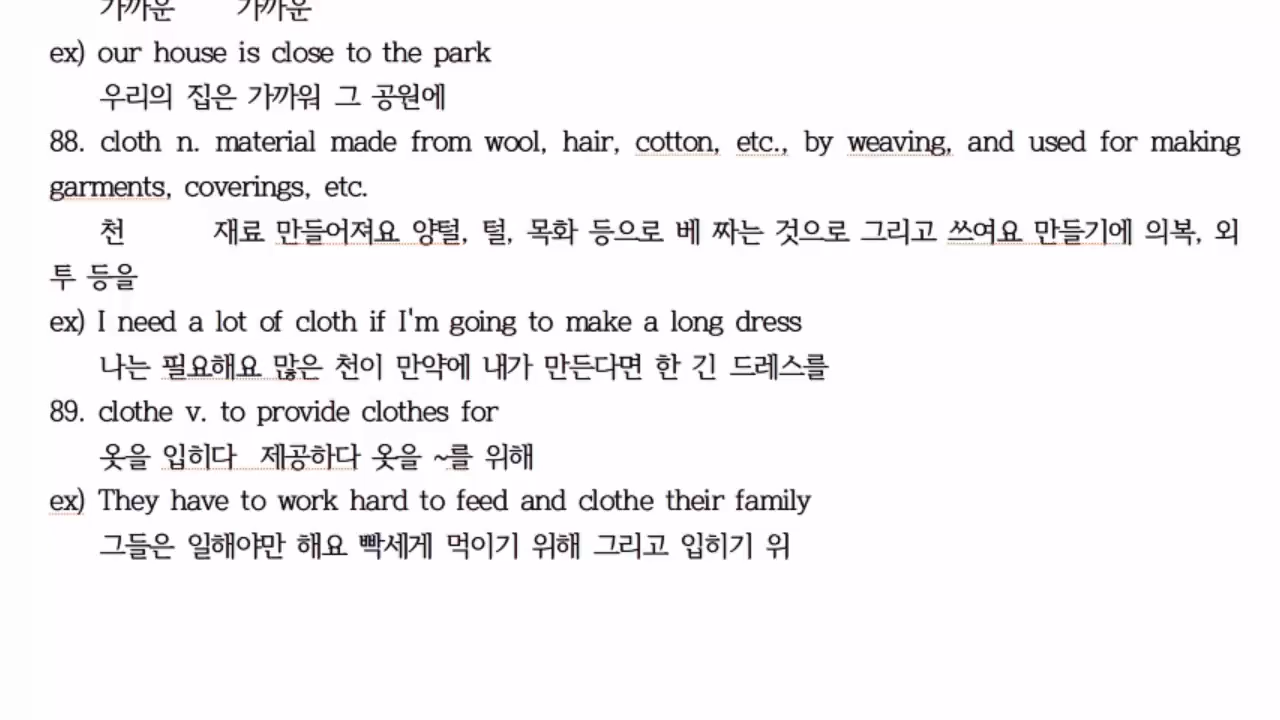 가까운 가까운
ex) our house is close to the park
우리의 집은 가까워 그 공원에
88. cloth n. material made from wool, hair, cotton, etc., by weaving, and used for making
garments, coverings, etc.
천 재료 만들어져요 양털, 털, 목화 등으로 베 짜는 것으로 그리고 쓰여요 만들기에 의복, 외
투 등을
ex) I need a lot of cloth if I'm going to make a long dress
나는 필요해요 많은 천이 만약에 내가 만든다면 한 긴 드레스를
89. clothe v. to provide clothes for
옷을 입히다 제공하다 옷을 ~를 위해
ex) They have to work hard to feed and clothe their family
그들은 일해야만 해요 빡세게 먹이기 위해 그리고 입히기 위